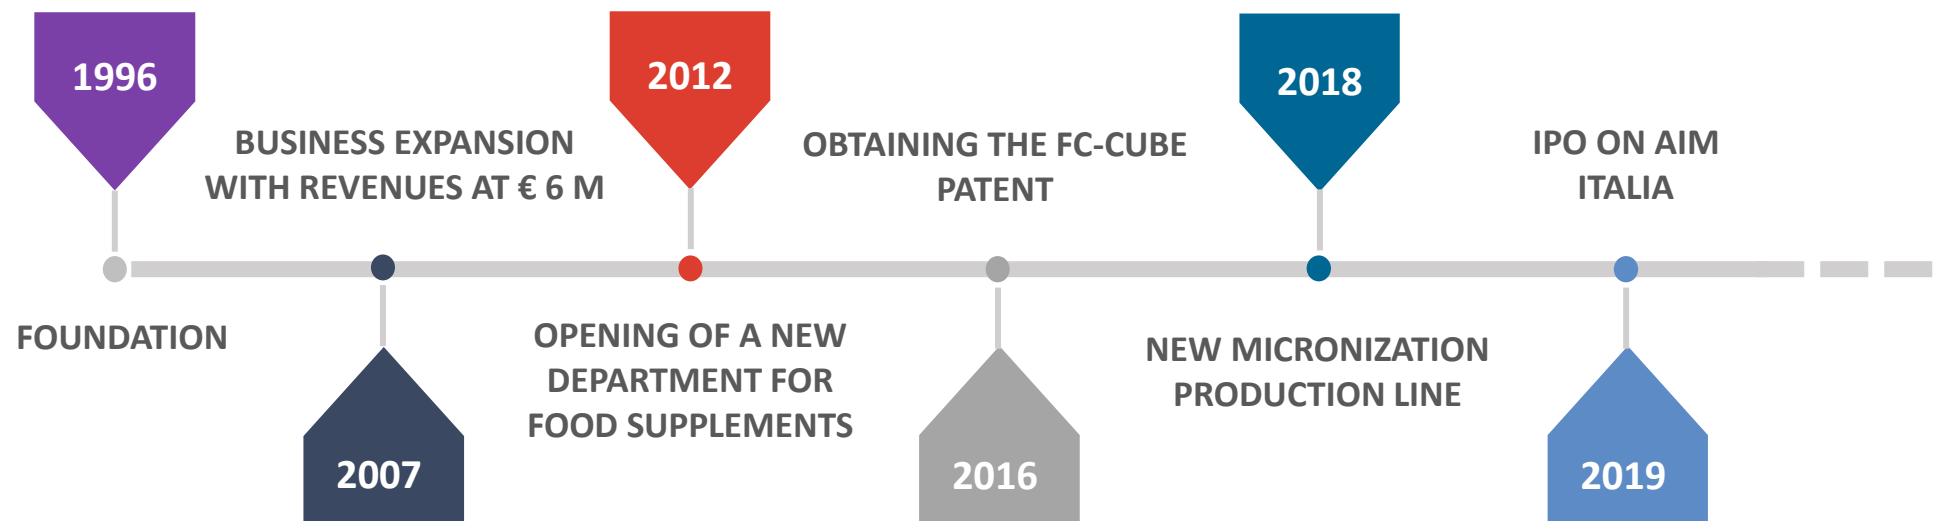 1996
FOUNDATION
BUSINESS EXPANSION
WITH REVENUES AT € 6 M
2007
2012
OPENING OF A NEW
DEPARTMENT FOR
FOOD SUPPLEMENTS
OBTAINING THE FC-CUBE
PATENT
2016
2018
NEW MICRONIZATION
PRODUCTION LINE
IPO ON AIM
ITALIA
2019